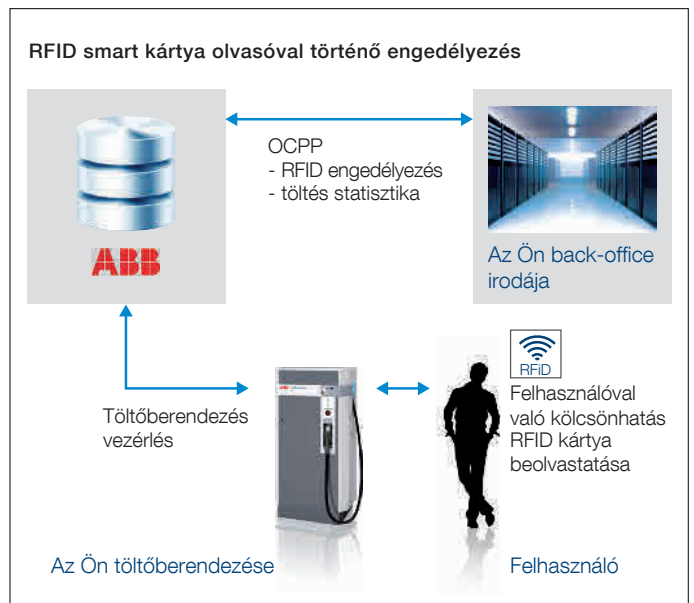 RFID smart kártya olvasóval történő engedélyezés
ABB
OCPP
- RFID engedélyezés
- töltés statisztika
Az Ön back-office
irodája
Töltőberendezés
vezérlés
RFiD
Felhasználóval
való kölcsönhatás
RFID kártya
beolvastatása
Az Ön töltőberendezése
Felhasználó